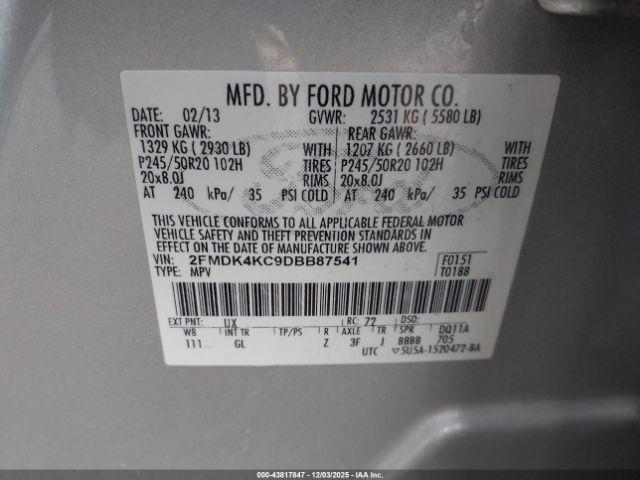 MFD. BY FORD MOTOR CO.
DATE: 02/13 GVWR: 2531 KG ( 5580 LB)
FRONT GAWR: REAR GAWR:
1329 KG ( 2930 LB) 1207 KG ( 2660 LB)
P245/50R20 102H TIRES P245/50R20 102H TIRES
20x8.0J RIMS 20x8.0J RIMS
AT 240 kPa/ 35 PSI COLD AT 240 kPa/ 35 PSI COLD
THIS VEHICLE CONFORMS TO ALL APPLICABLE FEDERAL MOTOR
VEHICLE SAFETY AND THEFT PREVENTION STANDARDS IN
EFFECT ON THE DATE OF MANUFACTURE SHOWN ABOVE.
VIN: 2FMDK4KC9DBB87541 F0151
TYPE: MPV T0188
EXT PNT: UX RC: 72 DSO:
WB INT TR TP/PS R AXLE TR SPR DQ11A
111 GL Z 3F J BBBB 705
UTC ▽5U5A-1520472-BA
000-43817847 - 12/03/2025 - IAAI.com